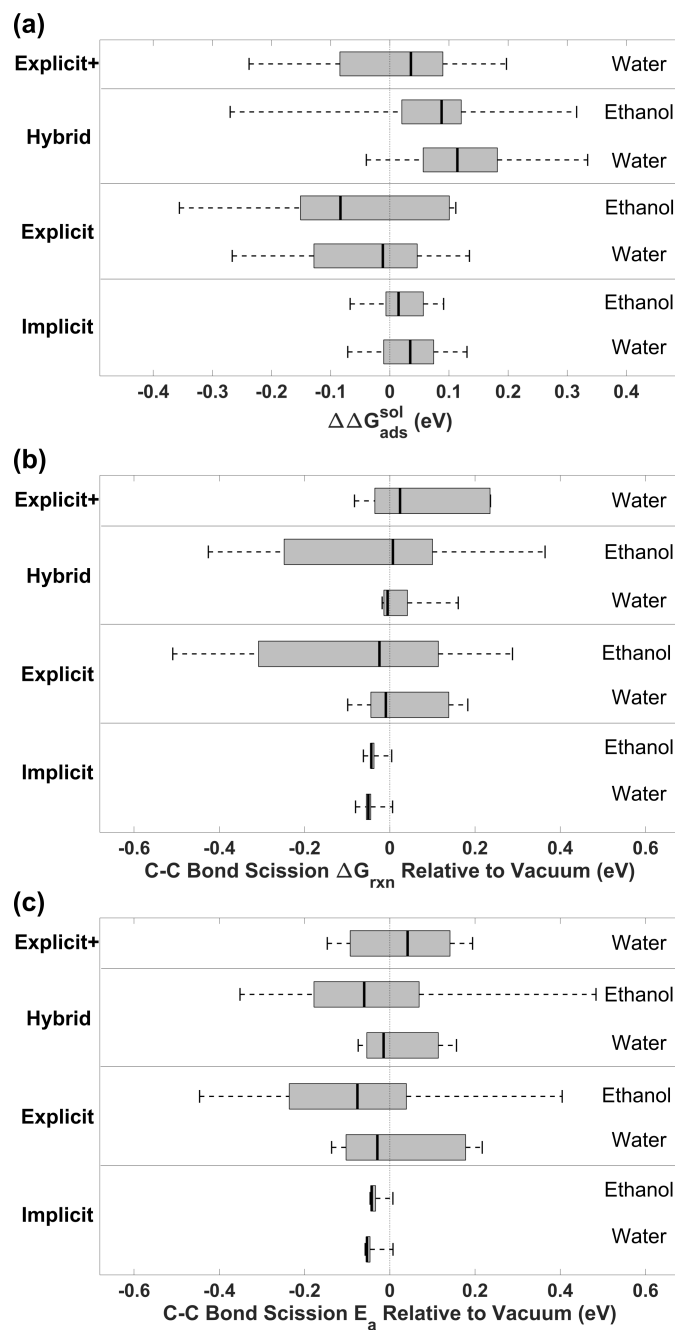 (a)
Explicit+ Water
Hybrid
Ethanol
Water
Explicit
Ethanol
Water
Implicit
Ethanol
Water
-0.4 -0.3 -0.2 -0.1 0 0.1 0.2 0.3 0.4
ΔΔG^sol_ads (eV)
(b)
Explicit+ Water
Hybrid
Ethanol
Water
Explicit
Ethanol
Water
Implicit
Ethanol
Water
-0.6 -0.4 -0.2 0 0.2 0.4 0.6
C-C Bond Scission ΔG_rxn Relative to Vacuum (eV)
(c)
Explicit+ Water
Hybrid
Ethanol
Water
Explicit
Ethanol
Water
Implicit
Ethanol
Water
-0.6 -0.4 -0.2 0 0.2 0.4 0.6
C-C Bond Scission E_a Relative to Vacuum (eV)